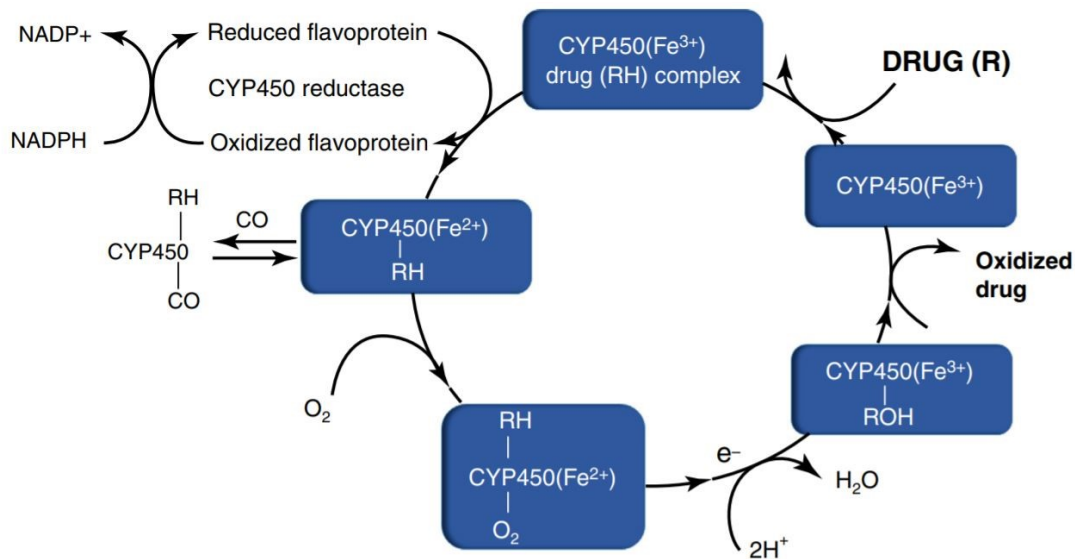 NADP+
Reduced flavoprotein
CYP450 reductase
NADPH
Oxidized flavoprotein
CYP450(Fe³⁺)
drug (RH) complex
DRUG (R)
CYP450(Fe³⁺)
RH
CYP450
CO
CO
CYP450(Fe²⁺)
RH
Oxidized
drug
O₂
RH
CYP450(Fe²⁺)
O₂
e⁻
2H⁺
H₂O
CYP450(Fe³⁺)
ROH